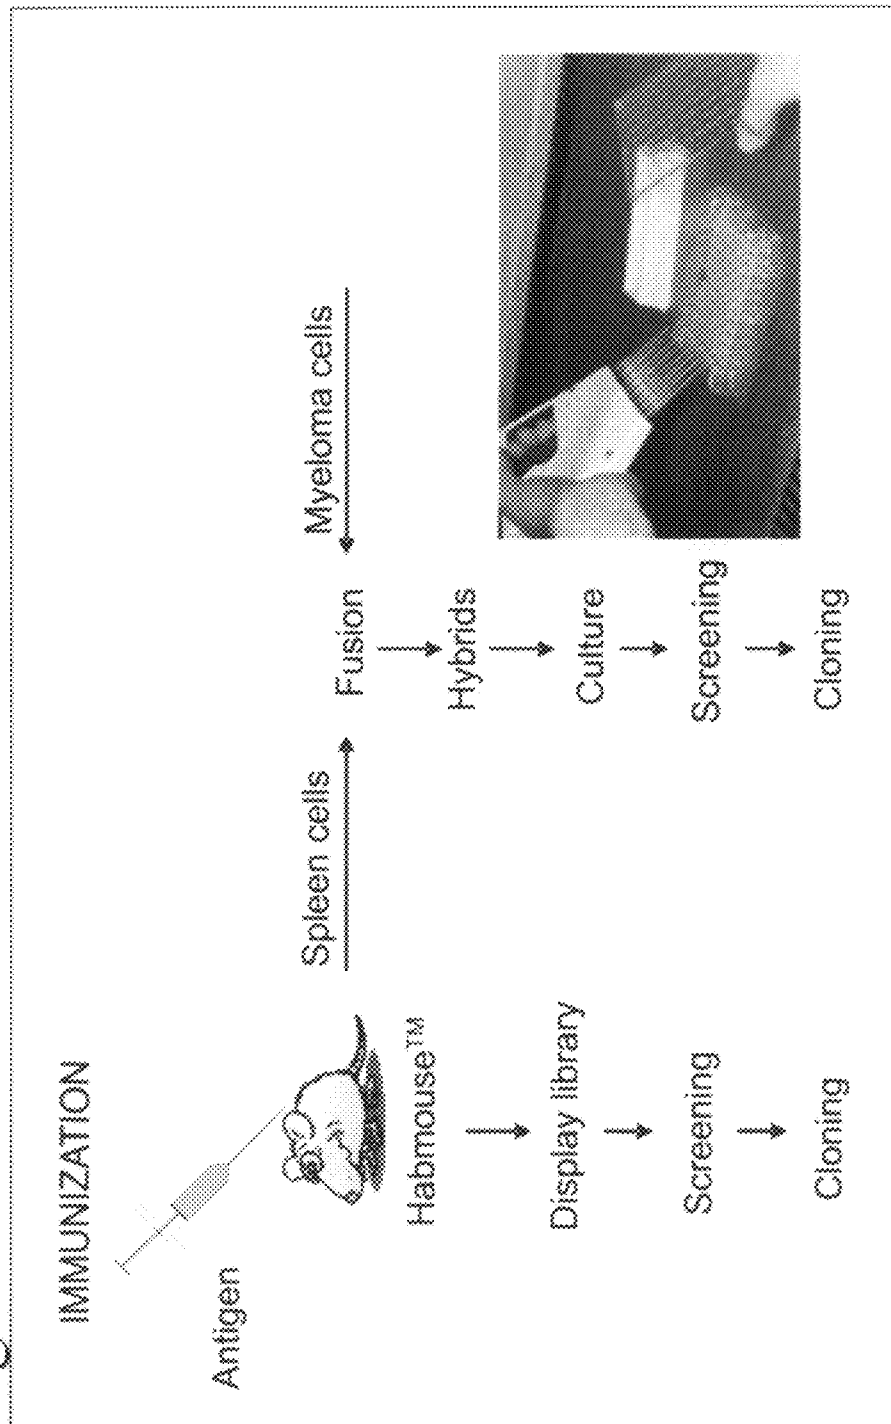 IMMUNIZATION
Antigen
Habmouse™
Display library
Screening
Cloning
Spleen cells
Myeloma cells
Fusion
Hybrids
Culture
Screening
Cloning